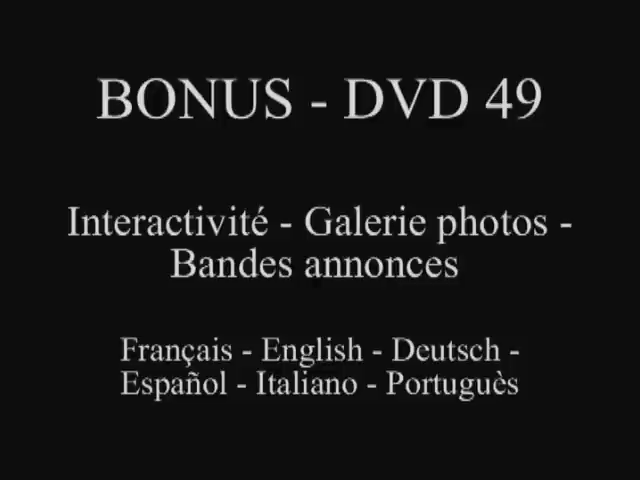 BONUS - DVD 49
Interactivité - Galerie photos -
Bandes annonces
Français - English - Deutsch -
Español - Italiano - Portuguès